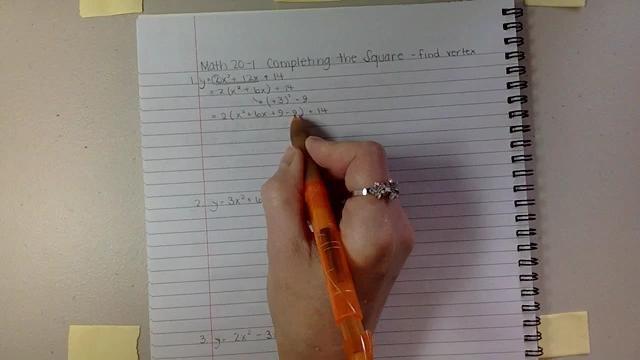 Math 20-1 Completing the Square - find vertex
1. y = (2x² + 12x + 14
= 2(x² + 6x) + 14
= (+3)² - 9
= 2(x² + 6x + 9 - 9) + 14
2. y = 3x² +
3. y = 2x² - 3